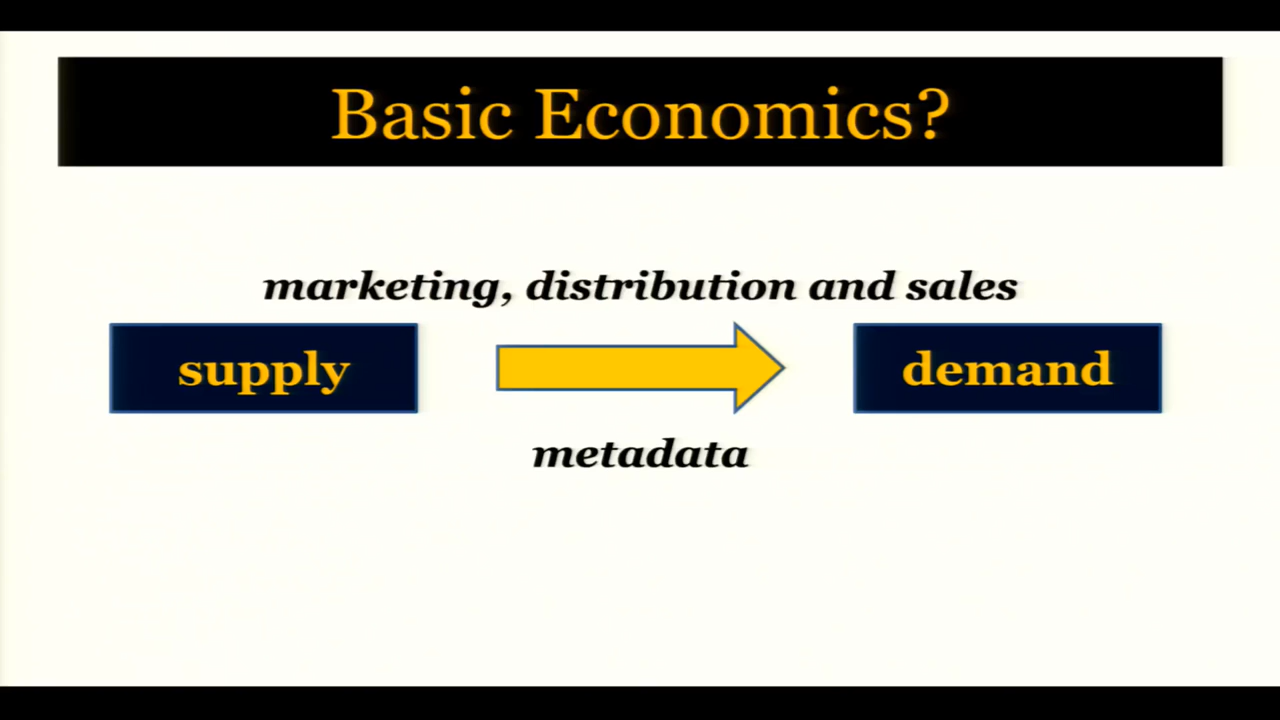 Basic Economics?
marketing, distribution and sales
supply
demand
metadata